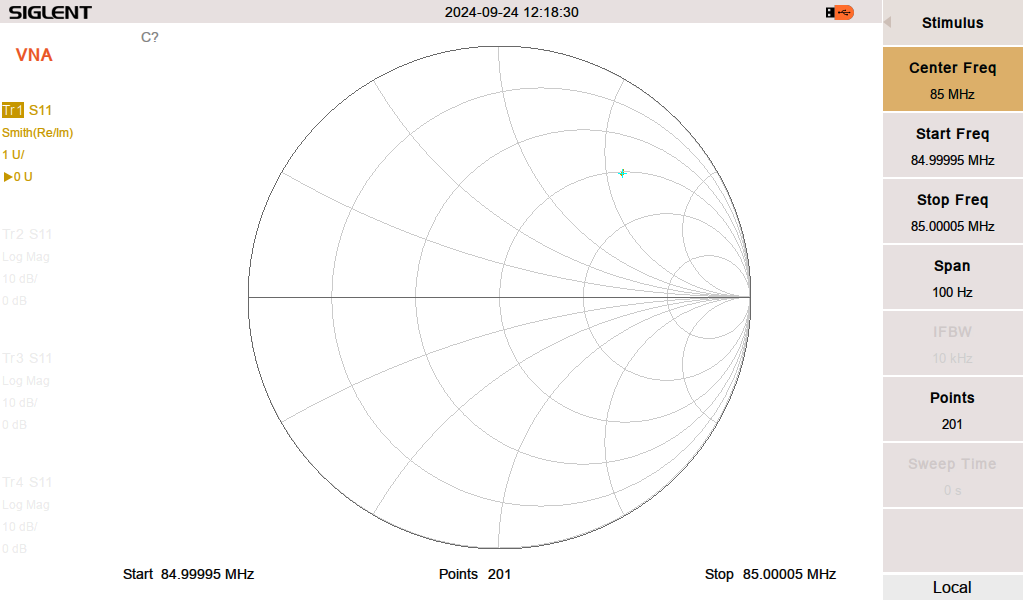 SIGLENT
2024-09-24 12:18:30
C?
VNA
Tr1 S11
Smith(Re/Im)
1 U/
▶0 U
Tr2 S11
Log Mag
10 dB/
0 dB
Tr3 S11
Log Mag
10 dB/
0 dB
Tr4 S11
Log Mag
10 dB/
0 dB
Start 84.99995 MHz
Points 201
Stop 85.00005 MHz
Stimulus
Center Freq
85 MHz
Start Freq
84.99995 MHz
Stop Freq
85.00005 MHz
Span
100 Hz
IFBW
10 kHz
Points
201
Sweep Time
0 s
Local